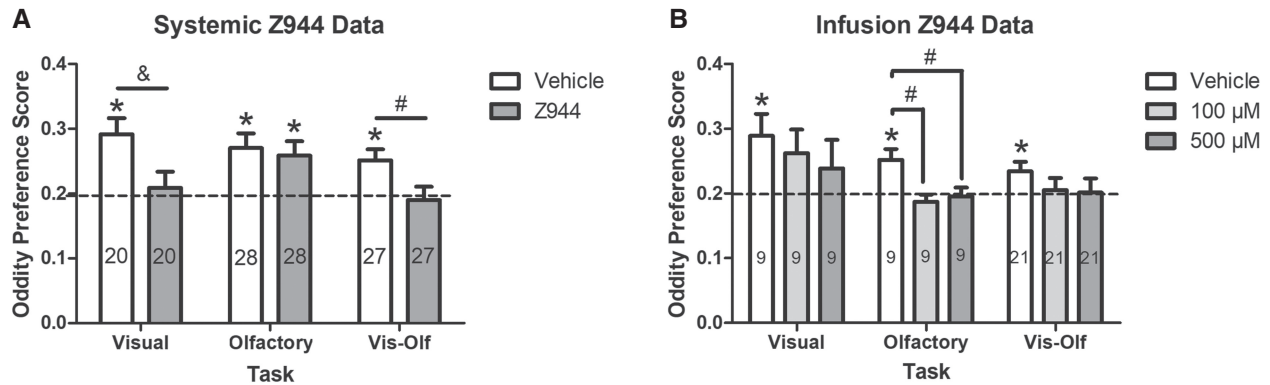 A
Systemic Z944 Data
Oddity Preference Score
0.4
0.3
0.2
0.1
0.0
&
*
*
*
*
#
20
20
28
28
27
27
Visual
Olfactory
Vis-Olf
Task
Vehicle
Z944
B
Infusion Z944 Data
Oddity Preference Score
0.4
0.3
0.2
0.1
0.0
#
#
*
*
*
9
9
9
9
9
9
21
21
21
Visual
Olfactory
Vis-Olf
Task
Vehicle
100 µM
500 µM